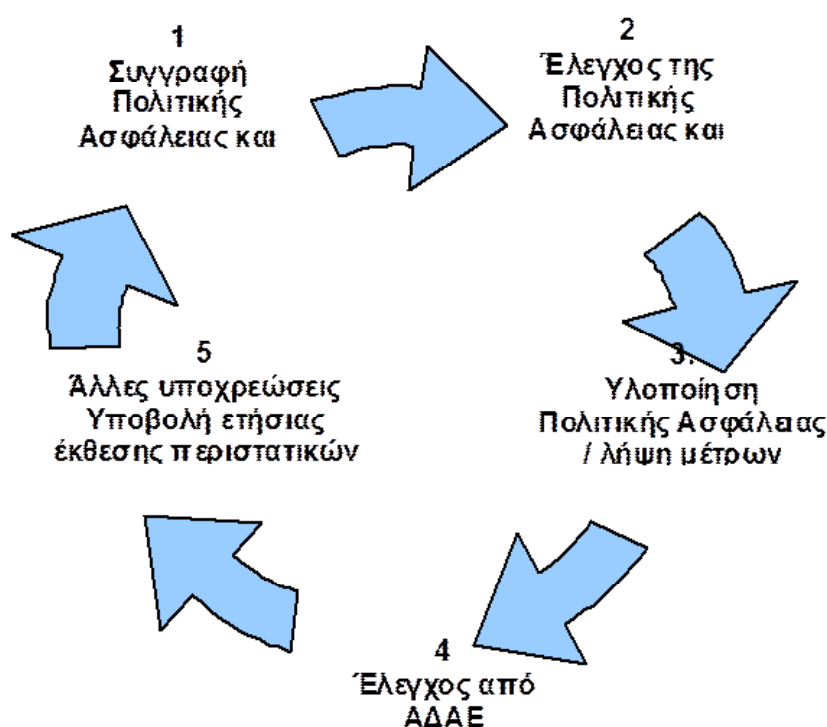 1
Συγγραφή
Πολιτικής
Ασφάλειας και
2
Έλεγχος της
Πολιτικής
Ασφάλειας και
3.
Υλοποίηση
Πολιτικής Ασφάλειας
/ λήψη μέτρων
4
Έλεγχος από
ΑΔΑΕ
5
Άλλες υποχρεώσεις
Υποβολή ετήσιας
έκθεσης περιστατικών